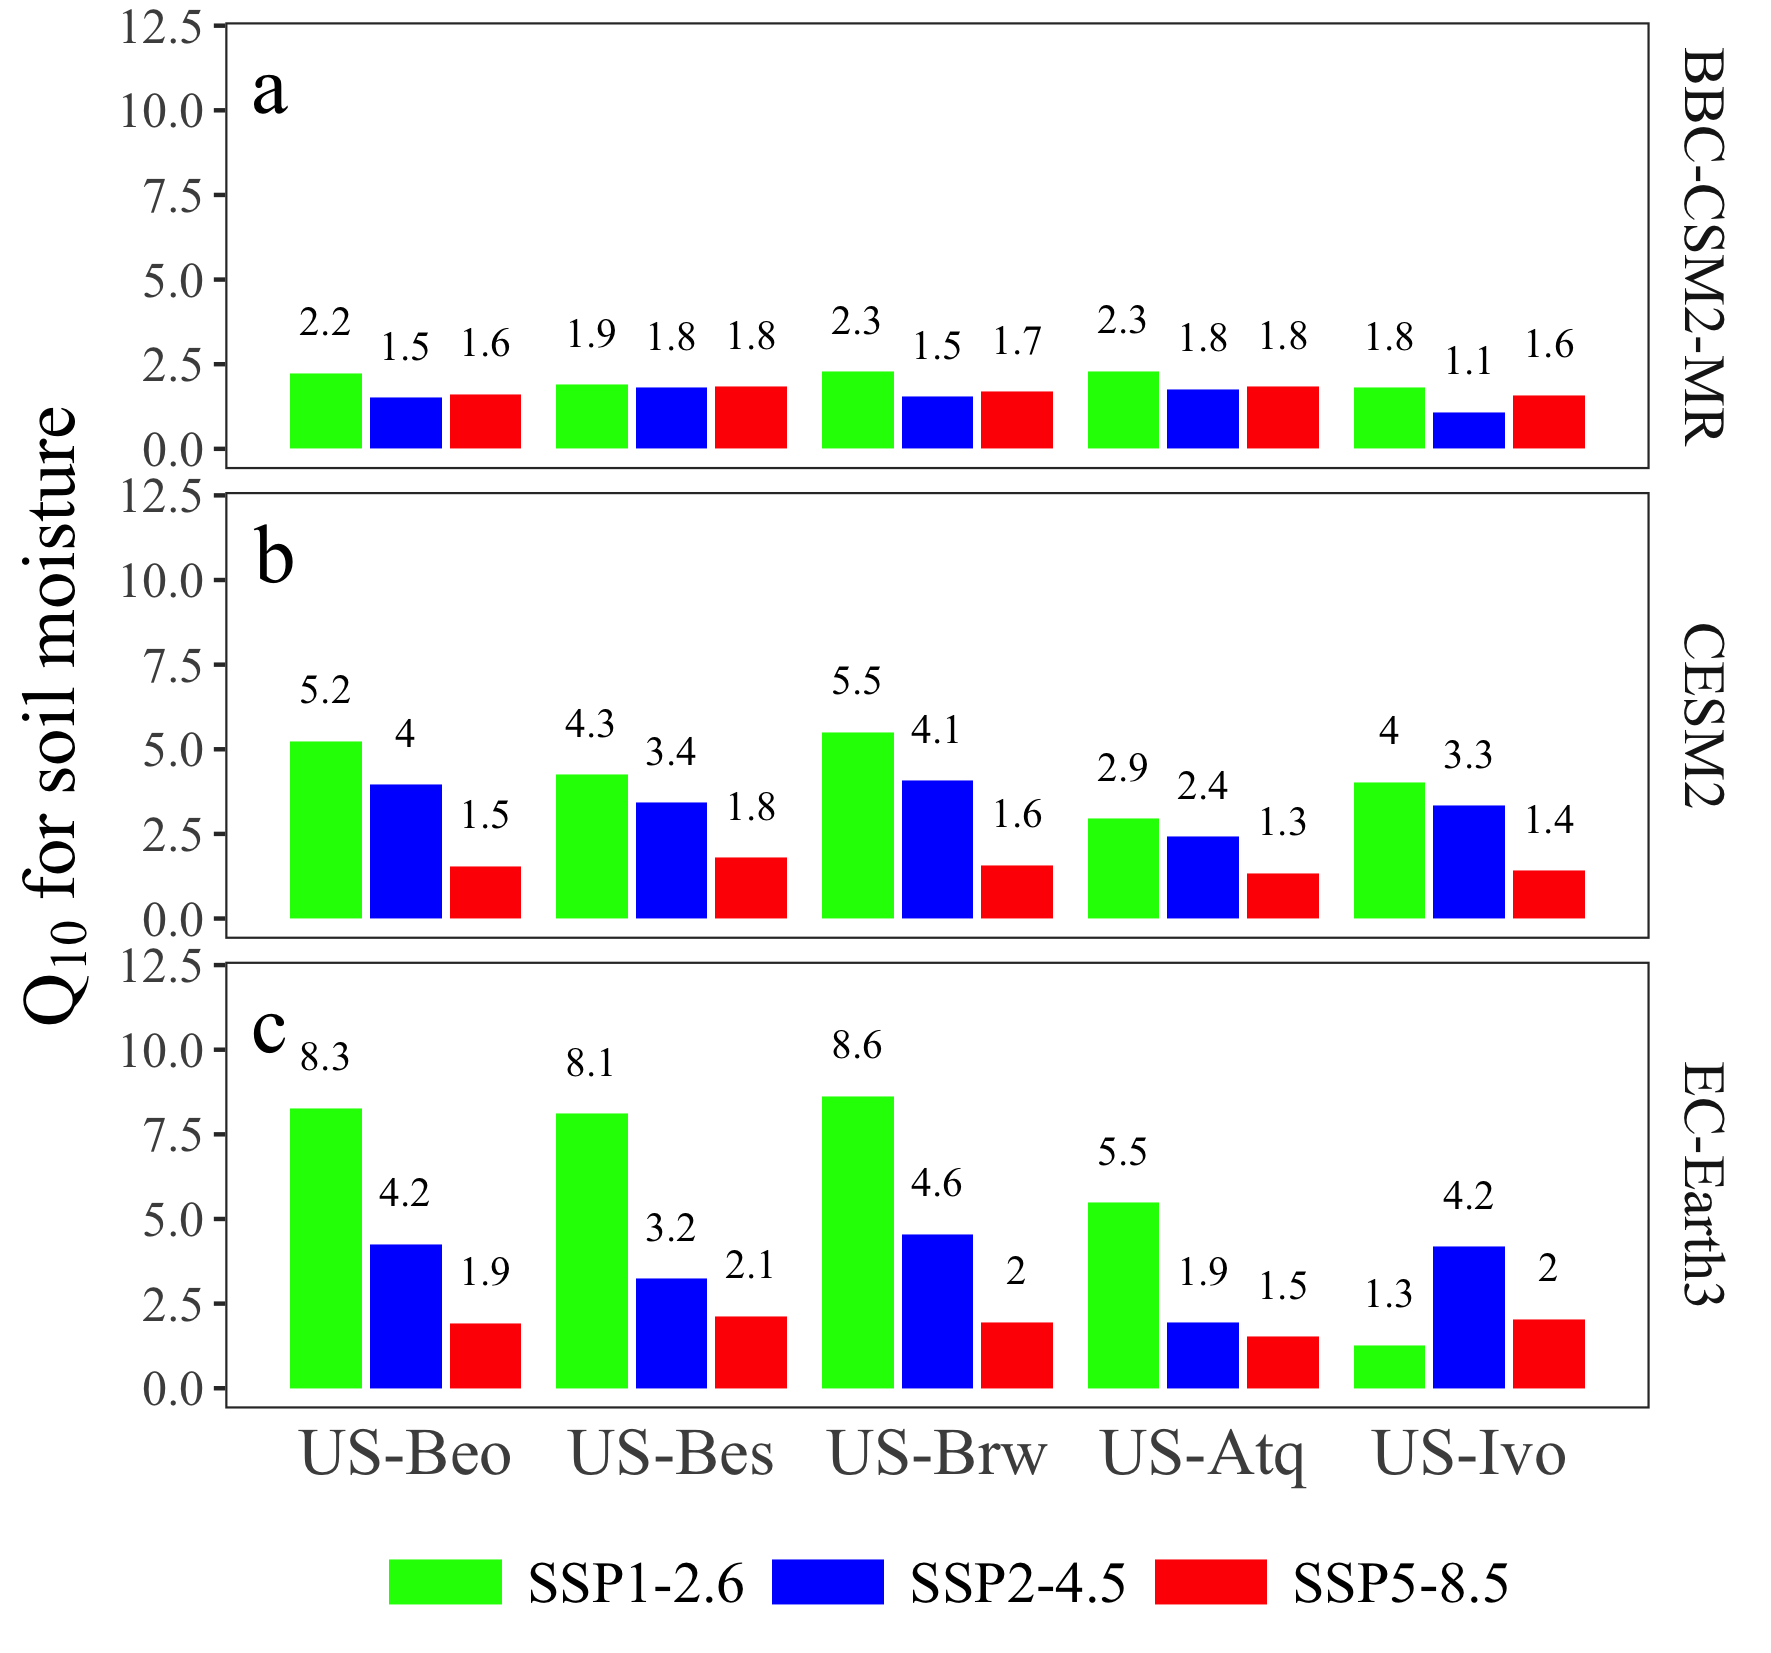 Q10 for soil moisture
12.5
10.0
7.5
5.0
2.5
0.0
a
2.2 1.5 1.6 1.9 1.8 1.8 2.3 1.5 1.7 2.3 1.8 1.8 1.8 1.1 1.6
BBC-CSM2-MR
12.5
10.0
7.5
5.0
2.5
0.0
b
5.2 4 1.5 4.3 3.4 1.8 5.5 4.1 1.6 2.9 2.4 1.3 4 3.3 1.4
CESM2
12.5
10.0
7.5
5.0
2.5
0.0
c
8.3 4.2 1.9 8.1 3.2 2.1 8.6 4.6 2 5.5 1.9 1.5 1.3 4.2 2
EC-Earth3
US-Beo US-Bes US-Brw US-Atq US-Ivo
SSP1-2.6 SSP2-4.5 SSP5-8.5